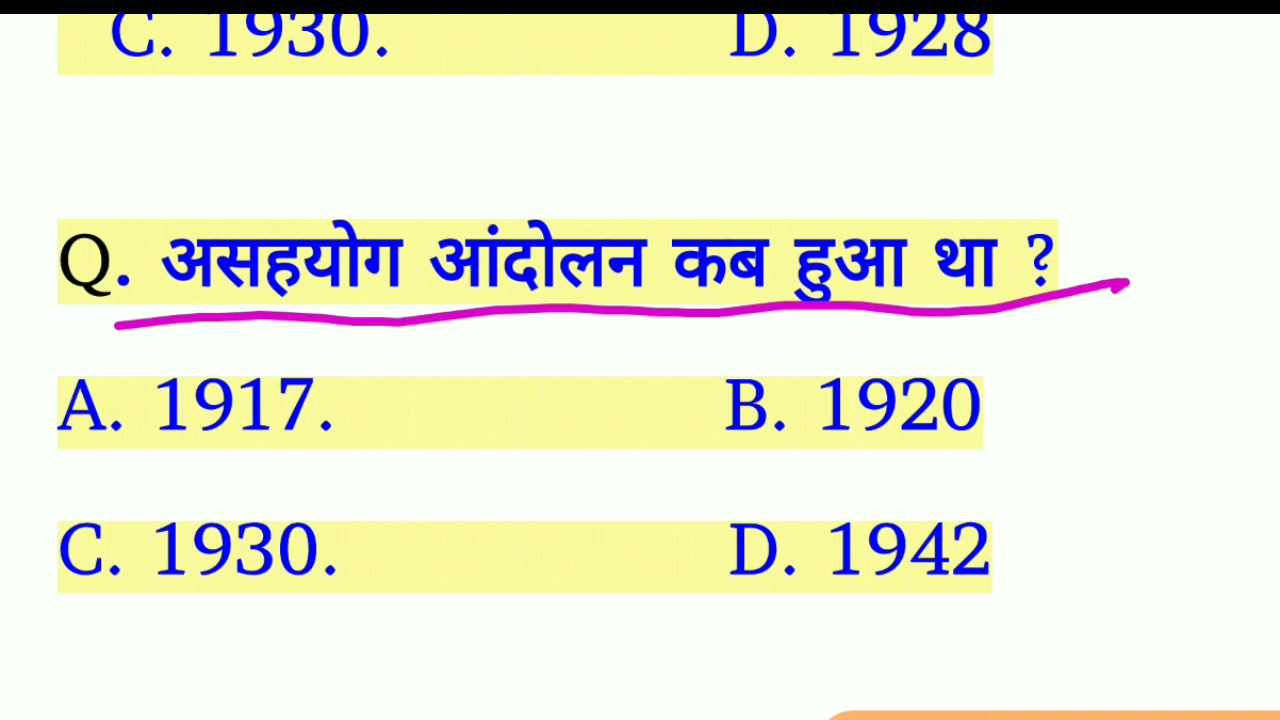 C. 1930. D. 1928
Q. असहयोग आंदोलन कब हुआ था ?
A. 1917. B. 1920
C. 1930. D. 1942